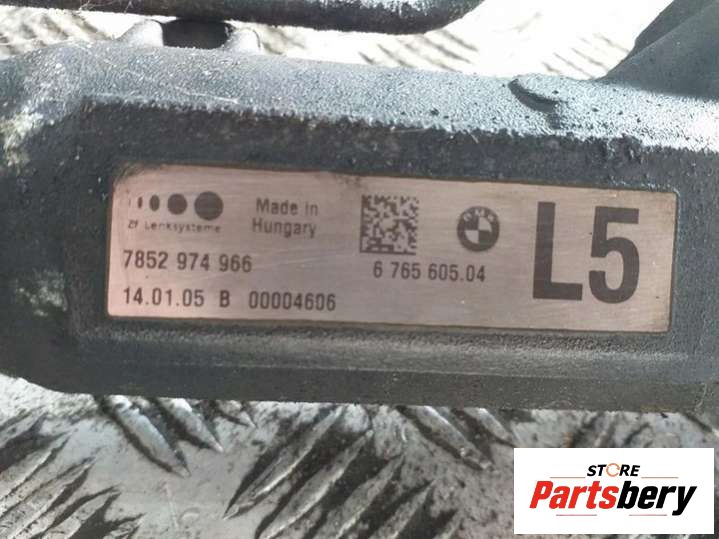 Zf Lenksysteme
Made in
Hungary
BMW
L5
7852 974 966
6 765 605.04
14.01.05 B 00004606
STORE
Partsbery